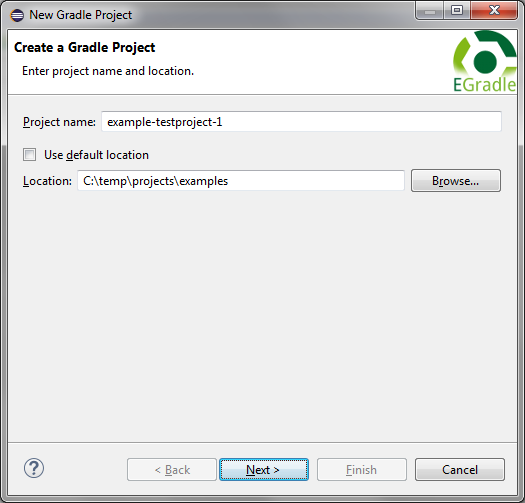 New Gradle Project
Create a Gradle Project
Enter project name and location.
EGradle
Project name: example-testproject-1
Use default location
Location: C:\temp\projects\examples Browse...
? < Back Next > Finish Cancel